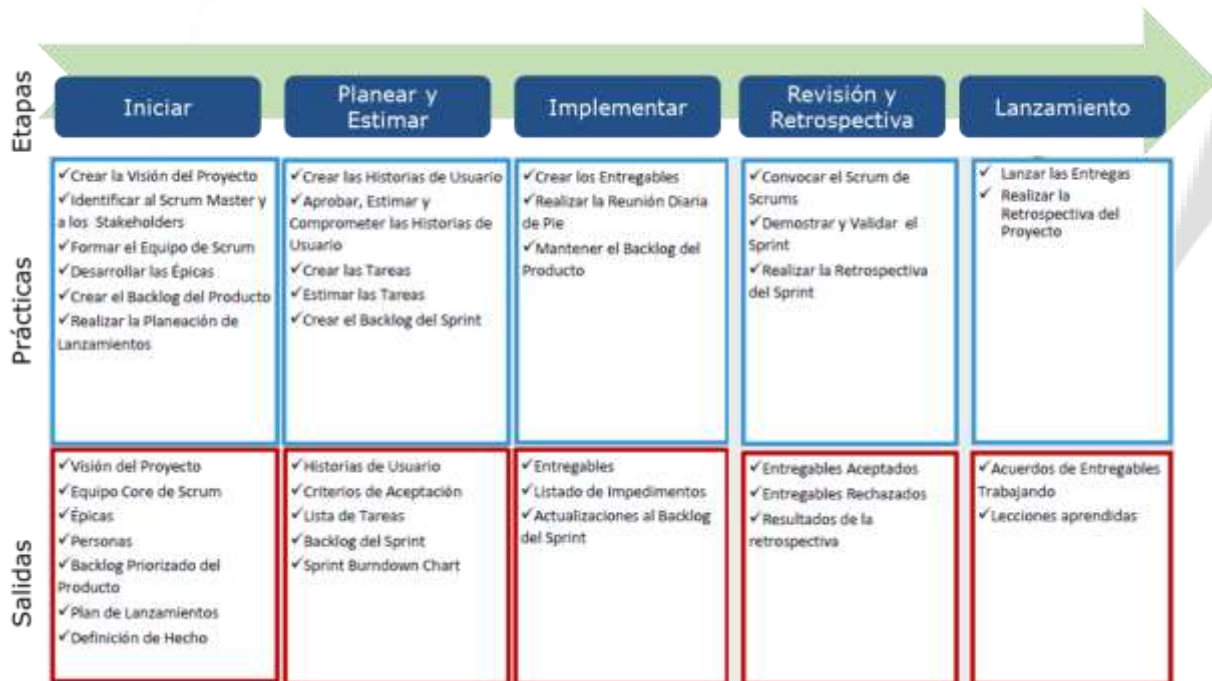 Etapas
Iniciar
Planear y
Estimar
Implementar
Revisión y
Retrospectiva
Lanzamiento
Prácticas
✓Crear la Visión del Proyecto
✓Identificar al Scrum Master y
a los Stakeholders
✓Formar el Equipo de Scrum
✓Desarrollar las Épicas
✓Crear el Backlog del Producto
✓Realizar la Planeación de
Lanzamientos
✓Crear las Historias de Usuario
✓Aprobar, Estimar y
Comprometer las Historias de
Usuario
✓Crear las Tareas
✓Estimar las Tareas
✓Crear el Backlog del Sprint
✓Crear los Entregables
✓Realizar la Reunión Diaria
de Pie
✓Mantener el Backlog del
Producto
✓Convocar el Scrum de
Scrums
✓Demostrar y Validar el
Sprint
✓Realizar la Retrospectiva
del Sprint
✓ Lanzar las Entregas
✓ Realizar la
Retrospectiva del
Proyecto
Salidas
✓Visión del Proyecto
✓Equipo Core de Scrum
✓Épicas
✓Personas
✓Backlog Priorizado del
Producto
✓Plan de Lanzamientos
✓Definición de Hecho
✓Historias de Usuario
✓Criterios de Aceptación
✓Lista de Tareas
✓Backlog del Sprint
✓Sprint Burndown Chart
✓Entregables
✓Listado de Impedimentos
✓Actualizaciones al Backlog
del Sprint
✓Entregables Aceptados
✓Entregables Rechazados
✓Resultados de la
retrospectiva
✓Acuerdos de Entregables
Trabajando
✓Lecciones aprendidas